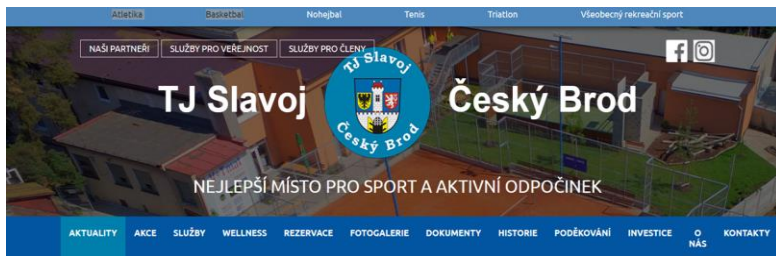 Atletika Basketbal Nohejbal Tenis Triatlon Všeobecný rekreační sport
NAŠI PARTNEŘI SLUŽBY PRO VEŘEJNOST SLUŽBY PRO ČLENY
TJ Slavoj
TJ Slavoj
Český Brod
Český Brod
NEJLEPŠÍ MÍSTO PRO SPORT A AKTIVNÍ ODPOČINEK
AKTUALITY AKCE SLUŽBY WELLNESS REZERVACE FOTOGALERIE DOKUMENTY HISTORIE PODĚKOVÁNÍ INVESTICE O NÁS KONTAKTY